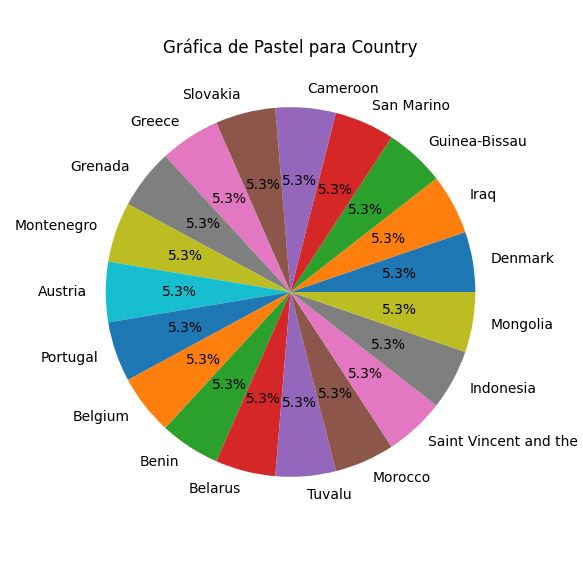 Gráfica de Pastel para Country
Denmark
5.3%
Iraq
5.3%
Guinea-Bissau
5.3%
San Marino
5.3%
Cameroon
5.3%
Slovakia
5.3%
Greece
5.3%
Grenada
5.3%
Montenegro
5.3%
Austria
5.3%
Portugal
5.3%
Belgium
5.3%
Benin
5.3%
Belarus
5.3%
Tuvalu
5.3%
Morocco
5.3%
Saint Vincent and the
5.3%
Indonesia
5.3%
Mongolia
5.3%